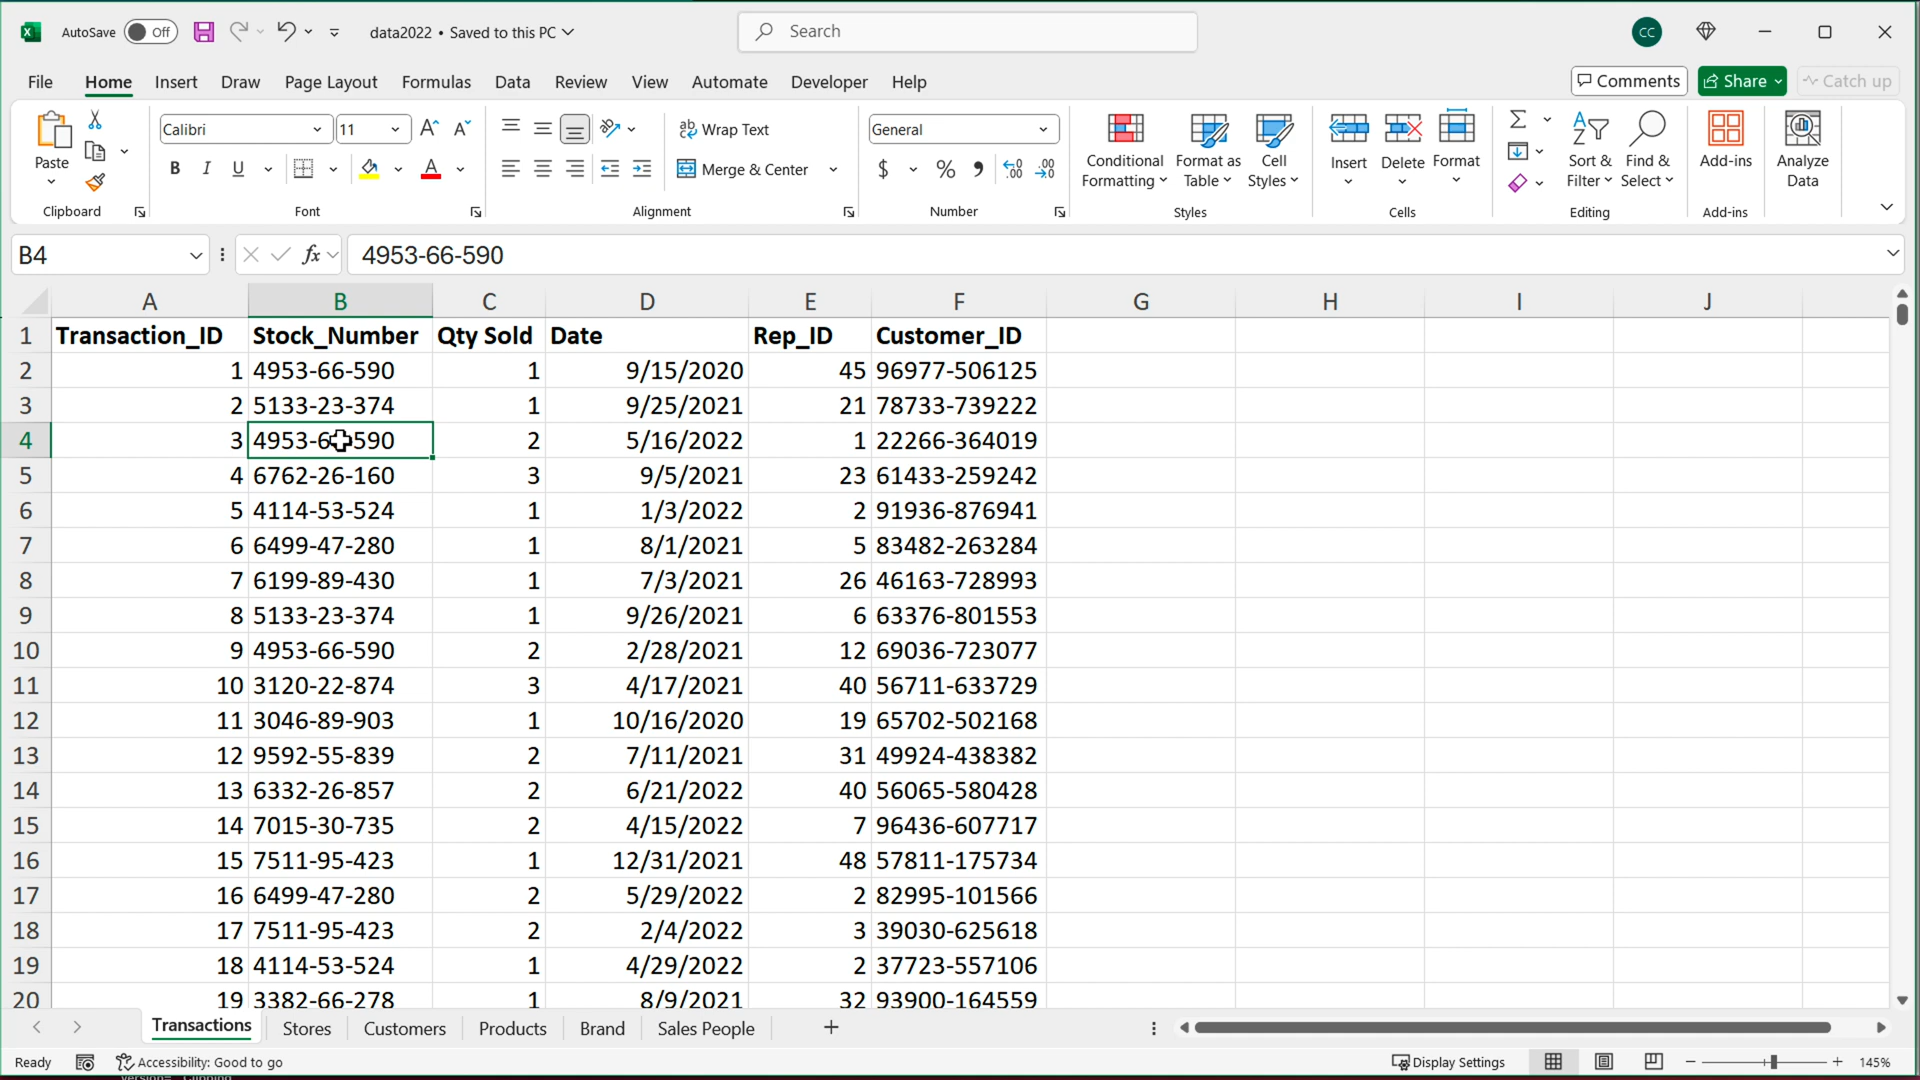 AutoSave Off data2022 • Saved to this PC Search CC
File Home Insert Draw Page Layout Formulas Data Review View Automate Developer Help Comments Share Catch up
Paste
Clipboard
Calibri 11
B I U A
Font
Wrap Text
Merge & Center
Alignment
General
$ % , .00 .00
Number
Conditional Formatting
Format as Table
Cell Styles
Styles
Insert Delete Format
Cells
Sort & Filter
Find & Select
Editing
Add-ins
Add-ins
Analyze Data
B4 fx 4953-66-590
A B C D E F G H I J
1 Transaction_ID Stock_Number Qty Sold Date Rep_ID Customer_ID
2 1 4953-66-590 1 9/15/2020 45 96977-506125
3 2 5133-23-374 1 9/25/2021 21 78733-739222
4 3 4953-66-590 2 5/16/2022 1 22266-364019
5 4 6762-26-160 3 9/5/2021 23 61433-259242
6 5 4114-53-524 1 1/3/2022 2 91936-876941
7 6 6499-47-280 1 8/1/2021 5 83482-263284
8 7 6199-89-430 1 7/3/2021 26 46163-728993
9 8 5133-23-374 1 9/26/2021 6 63376-801553
10 9 4953-66-590 2 2/28/2021 12 69036-723077
11 10 3120-22-874 3 4/17/2021 40 56711-633729
12 11 3046-89-903 1 10/16/2020 19 65702-502168
13 12 9592-55-839 2 7/11/2021 31 49924-438382
14 13 6332-26-857 2 6/21/2022 40 56065-580428
15 14 7015-30-735 2 4/15/2022 7 96436-607717
16 15 7511-95-423 1 12/31/2021 48 57811-175734
17 16 6499-47-280 2 5/29/2022 2 82995-101566
18 17 7511-95-423 2 2/4/2022 3 39030-625618
19 18 4114-53-524 1 4/29/2022 2 37723-557106
20 19 3382-66-278 1 8/9/2021 32 93900-164559
Transactions Stores Customers Products Brand Sales People
Ready Accessibility: Good to go Display Settings 145%